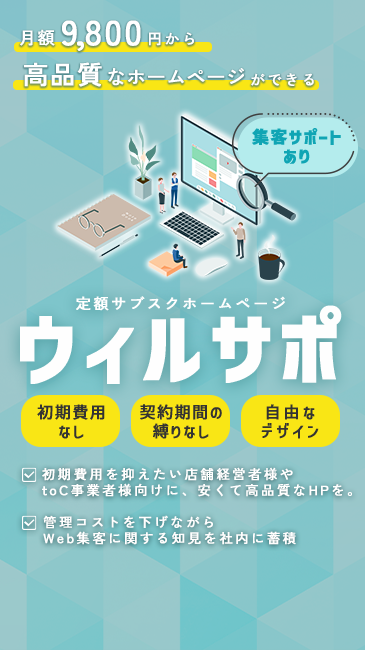 月額9,800円から
高品質なホームページができる
集客サポート
あり
定額サブスクホームページ
ウィルサポ
初期費用
なし
契約期間の
縛りなし
自由な
デザイン
初期費用を抑えたい店舗経営者様や
toC事業者様向けに、安くて高品質なHPを。
管理コストを下げながら
Web集客に関する知見を社内に蓄積